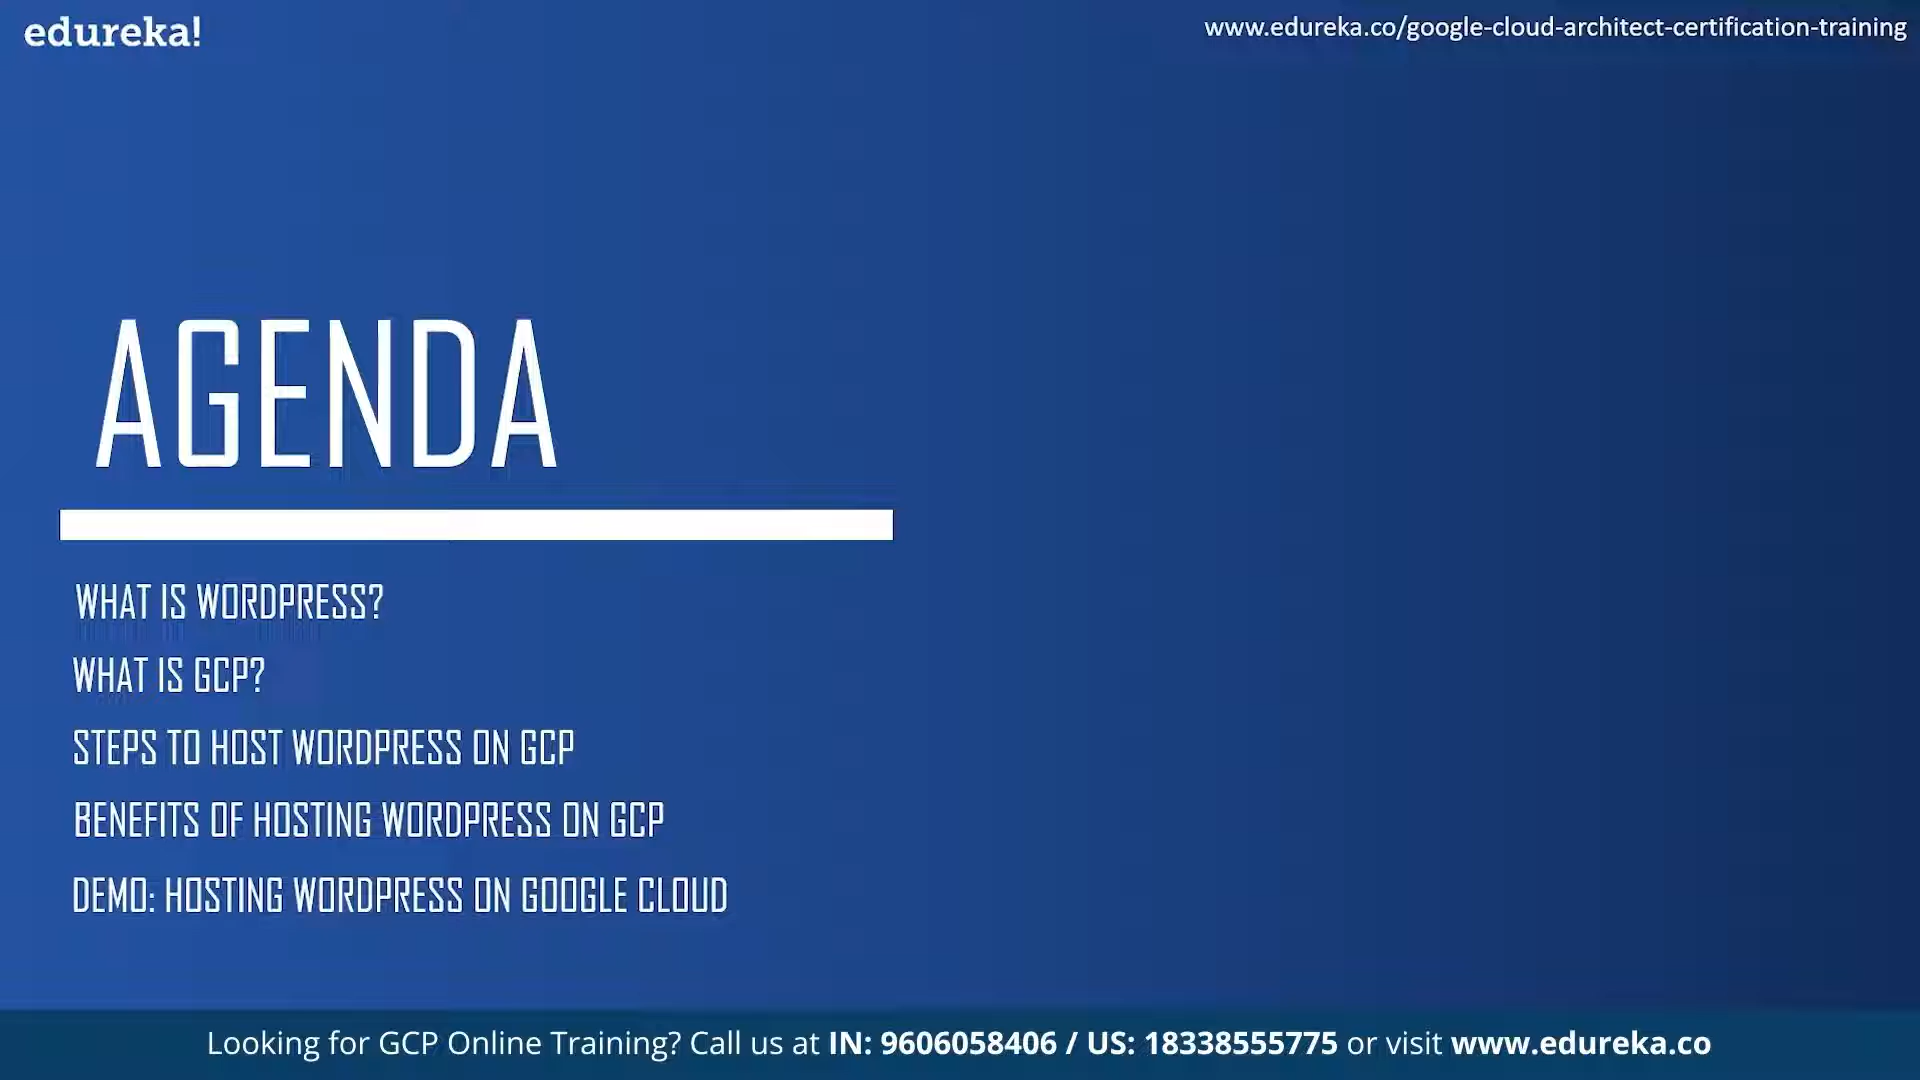 edureka!
www.edureka.co/google-cloud-architect-certification-training
AGENDA
WHAT IS WORDPRESS?
WHAT IS GCP?
STEPS TO HOST WORDPRESS ON GCP
BENEFITS OF HOSTING WORDPRESS ON GCP
DEMO: HOSTING WORDPRESS ON GOOGLE CLOUD
Looking for GCP Online Training? Call us at IN: 9606058406 / US: 18338555775 or visit www.edureka.co